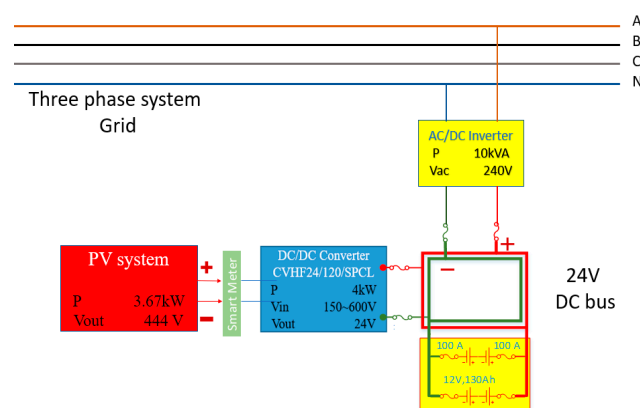 A
B
C
N
Three phase system
Grid
AC/DC Inverter
P 10kVA
Vac 240V
+
−
PV system
P 3.67kW
Vout 444 V
+
−
Smart Meter
DC/DC Converter
CVHF24/120/SPCL
P 4kW
Vin 150~600V
Vout 24V
24V
DC bus
100 A 100 A
12V,130Ah